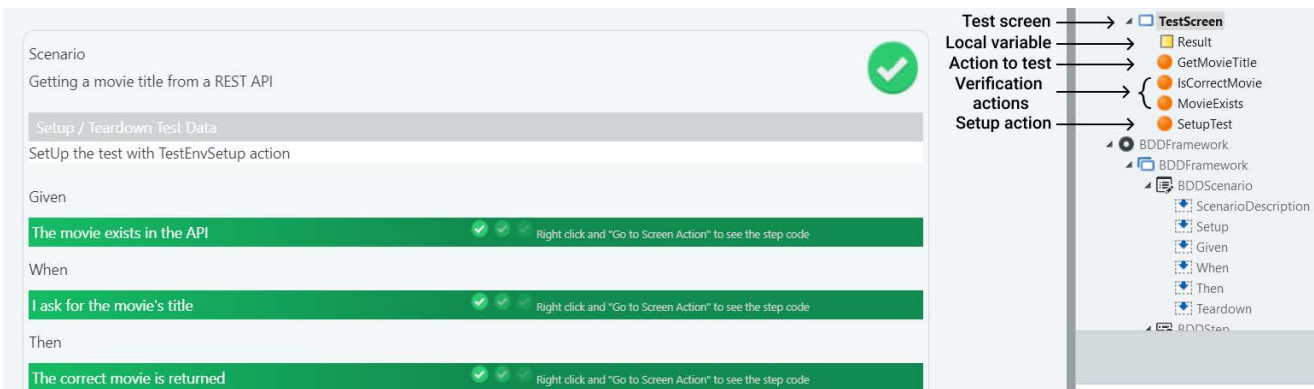 Scenario
Getting a movie title from a REST API
Setup / Teardown Test Data
SetUp the test with TestEnvSetup action
Given
The movie exists in the API
Right click and "Go to Screen Action" to see the step code
When
I ask for the movie's title
Right click and "Go to Screen Action" to see the step code
Then
The correct movie is returned
Right click and "Go to Screen Action" to see the step code
Test screen
Local variable
Action to test
Verification
actions
Setup action
TestScreen
Result
GetMovieTitle
IsCorrectMovie
MovieExists
SetupTest
BDDFramework
BDDFramework
BDDScenario
ScenarioDescription
Setup
Given
When
Then
Teardown
BDDStep